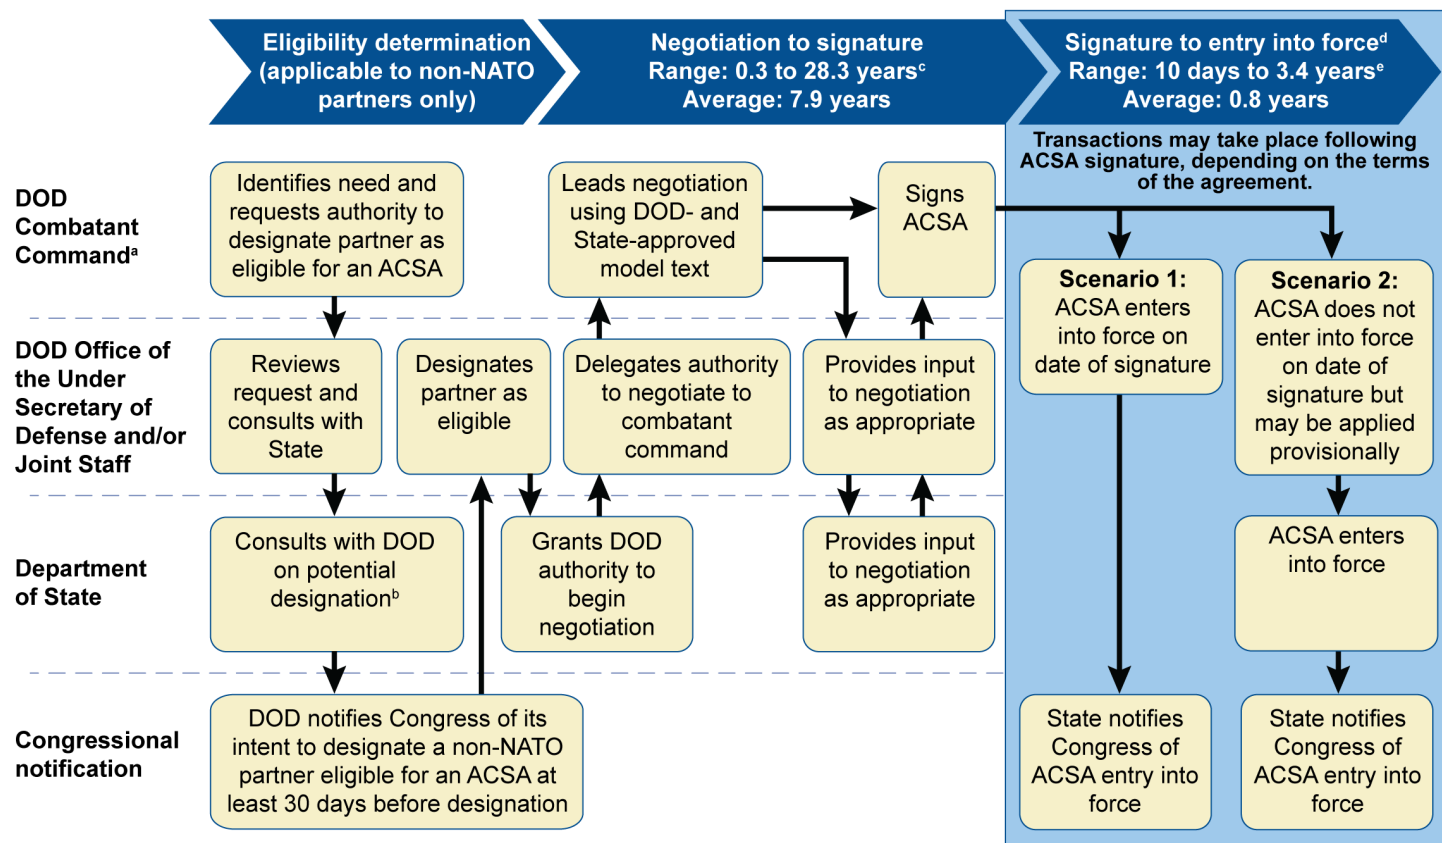 Eligibility determination
(applicable to non-NATO
partners only)
Negotiation to signature
Range: 0.3 to 28.3 yearsᶜ
Average: 7.9 years
Signature to entry into forceᵈ
Range: 10 days to 3.4 yearsᵉ
Average: 0.8 years
Transactions may take place following
ACSA signature, depending on the terms
of the agreement.
DOD
Combatant
Commandᵃ
Identifies need and
requests authority to
designate partner as
eligible for an ACSA
Leads negotiation
using DOD- and
State-approved
model text
Signs
ACSA
Scenario 1:
ACSA enters
into force on
date of signature
Scenario 2:
ACSA does not
enter into force
on date of
signature but
may be applied
provisionally
DOD Office of
the Under
Secretary of
Defense and/or
Joint Staff
Reviews
request and
consults with
State
Designates
partner as
eligible
Delegates authority
to negotiate to
combatant
command
Provides input
to negotiation
as appropriate
Department
of State
Consults with DOD
on potential
designationᵇ
Grants DOD
authority to
begin
negotiation
Provides input
to negotiation
as appropriate
ACSA enters
into force
Congressional
notification
DOD notifies Congress of its
intent to designate a non-NATO
partner eligible for an ACSA at
least 30 days before designation
State notifies
Congress of
ACSA entry into
force
State notifies
Congress of
ACSA entry into
force